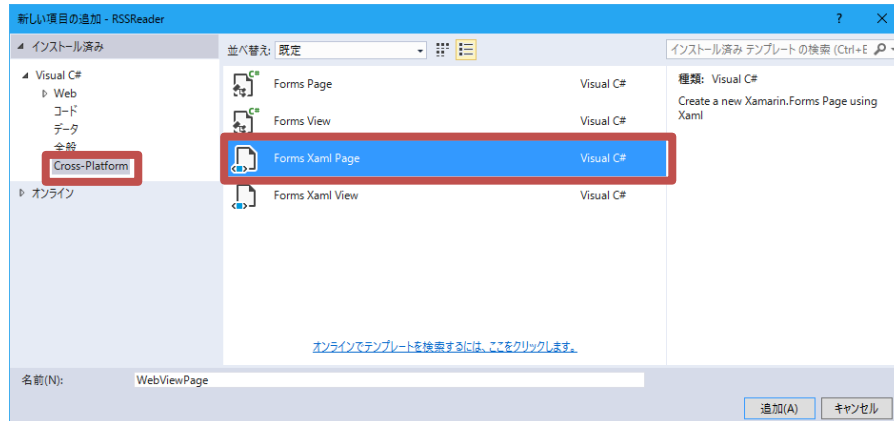 新しい項目の追加 - RSSReader
? ×
インストール済み
並べ替え: 既定
インストール済み テンプレート の検索 (Ctrl+E
Visual C#
Web
コード
データ
全般
Cross-Platform
オンライン
Forms Page Visual C#
Forms View Visual C#
Forms Xaml Page Visual C#
Forms Xaml View Visual C#
種類: Visual C#
Create a new Xamarin.Forms Page using
Xaml
オンラインでテンプレートを検索するには、ここをクリックします。
名前(N): WebViewPage
追加(A) キャンセル